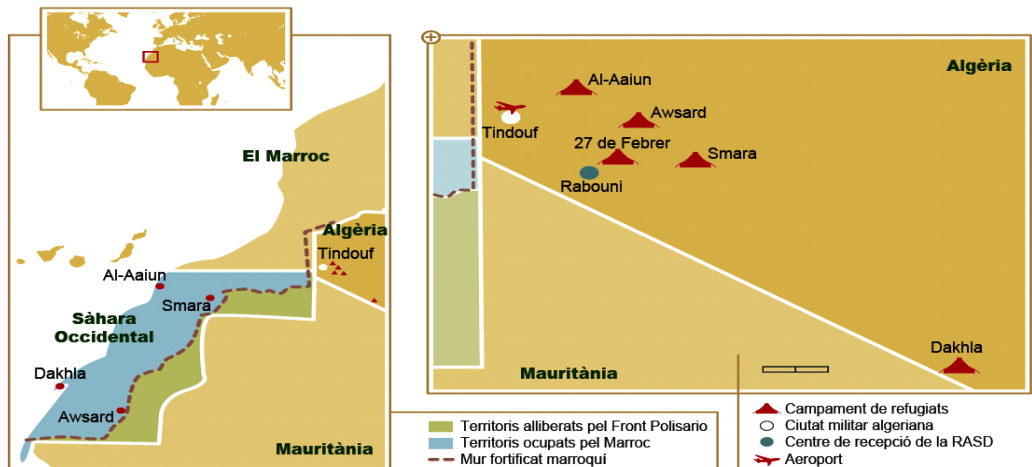 El Marroc
Algèria
Tindouf
Al-Aaiun
Smara
Sàhara
Occidental
Dakhla
Awsard
Mauritània
Algèria
Al-Aaiun
Awsard
Tindouf
27 de Febrer
Smara
Rabouni
Dakhla
Mauritània
Territoris alliberats pel Front Polisario
Territoris ocupats pel Marroc
Mur fortificat marroquí
Campament de refugiats
Ciutat militar algeriana
Centre de recepció de la RASD
Aeroport